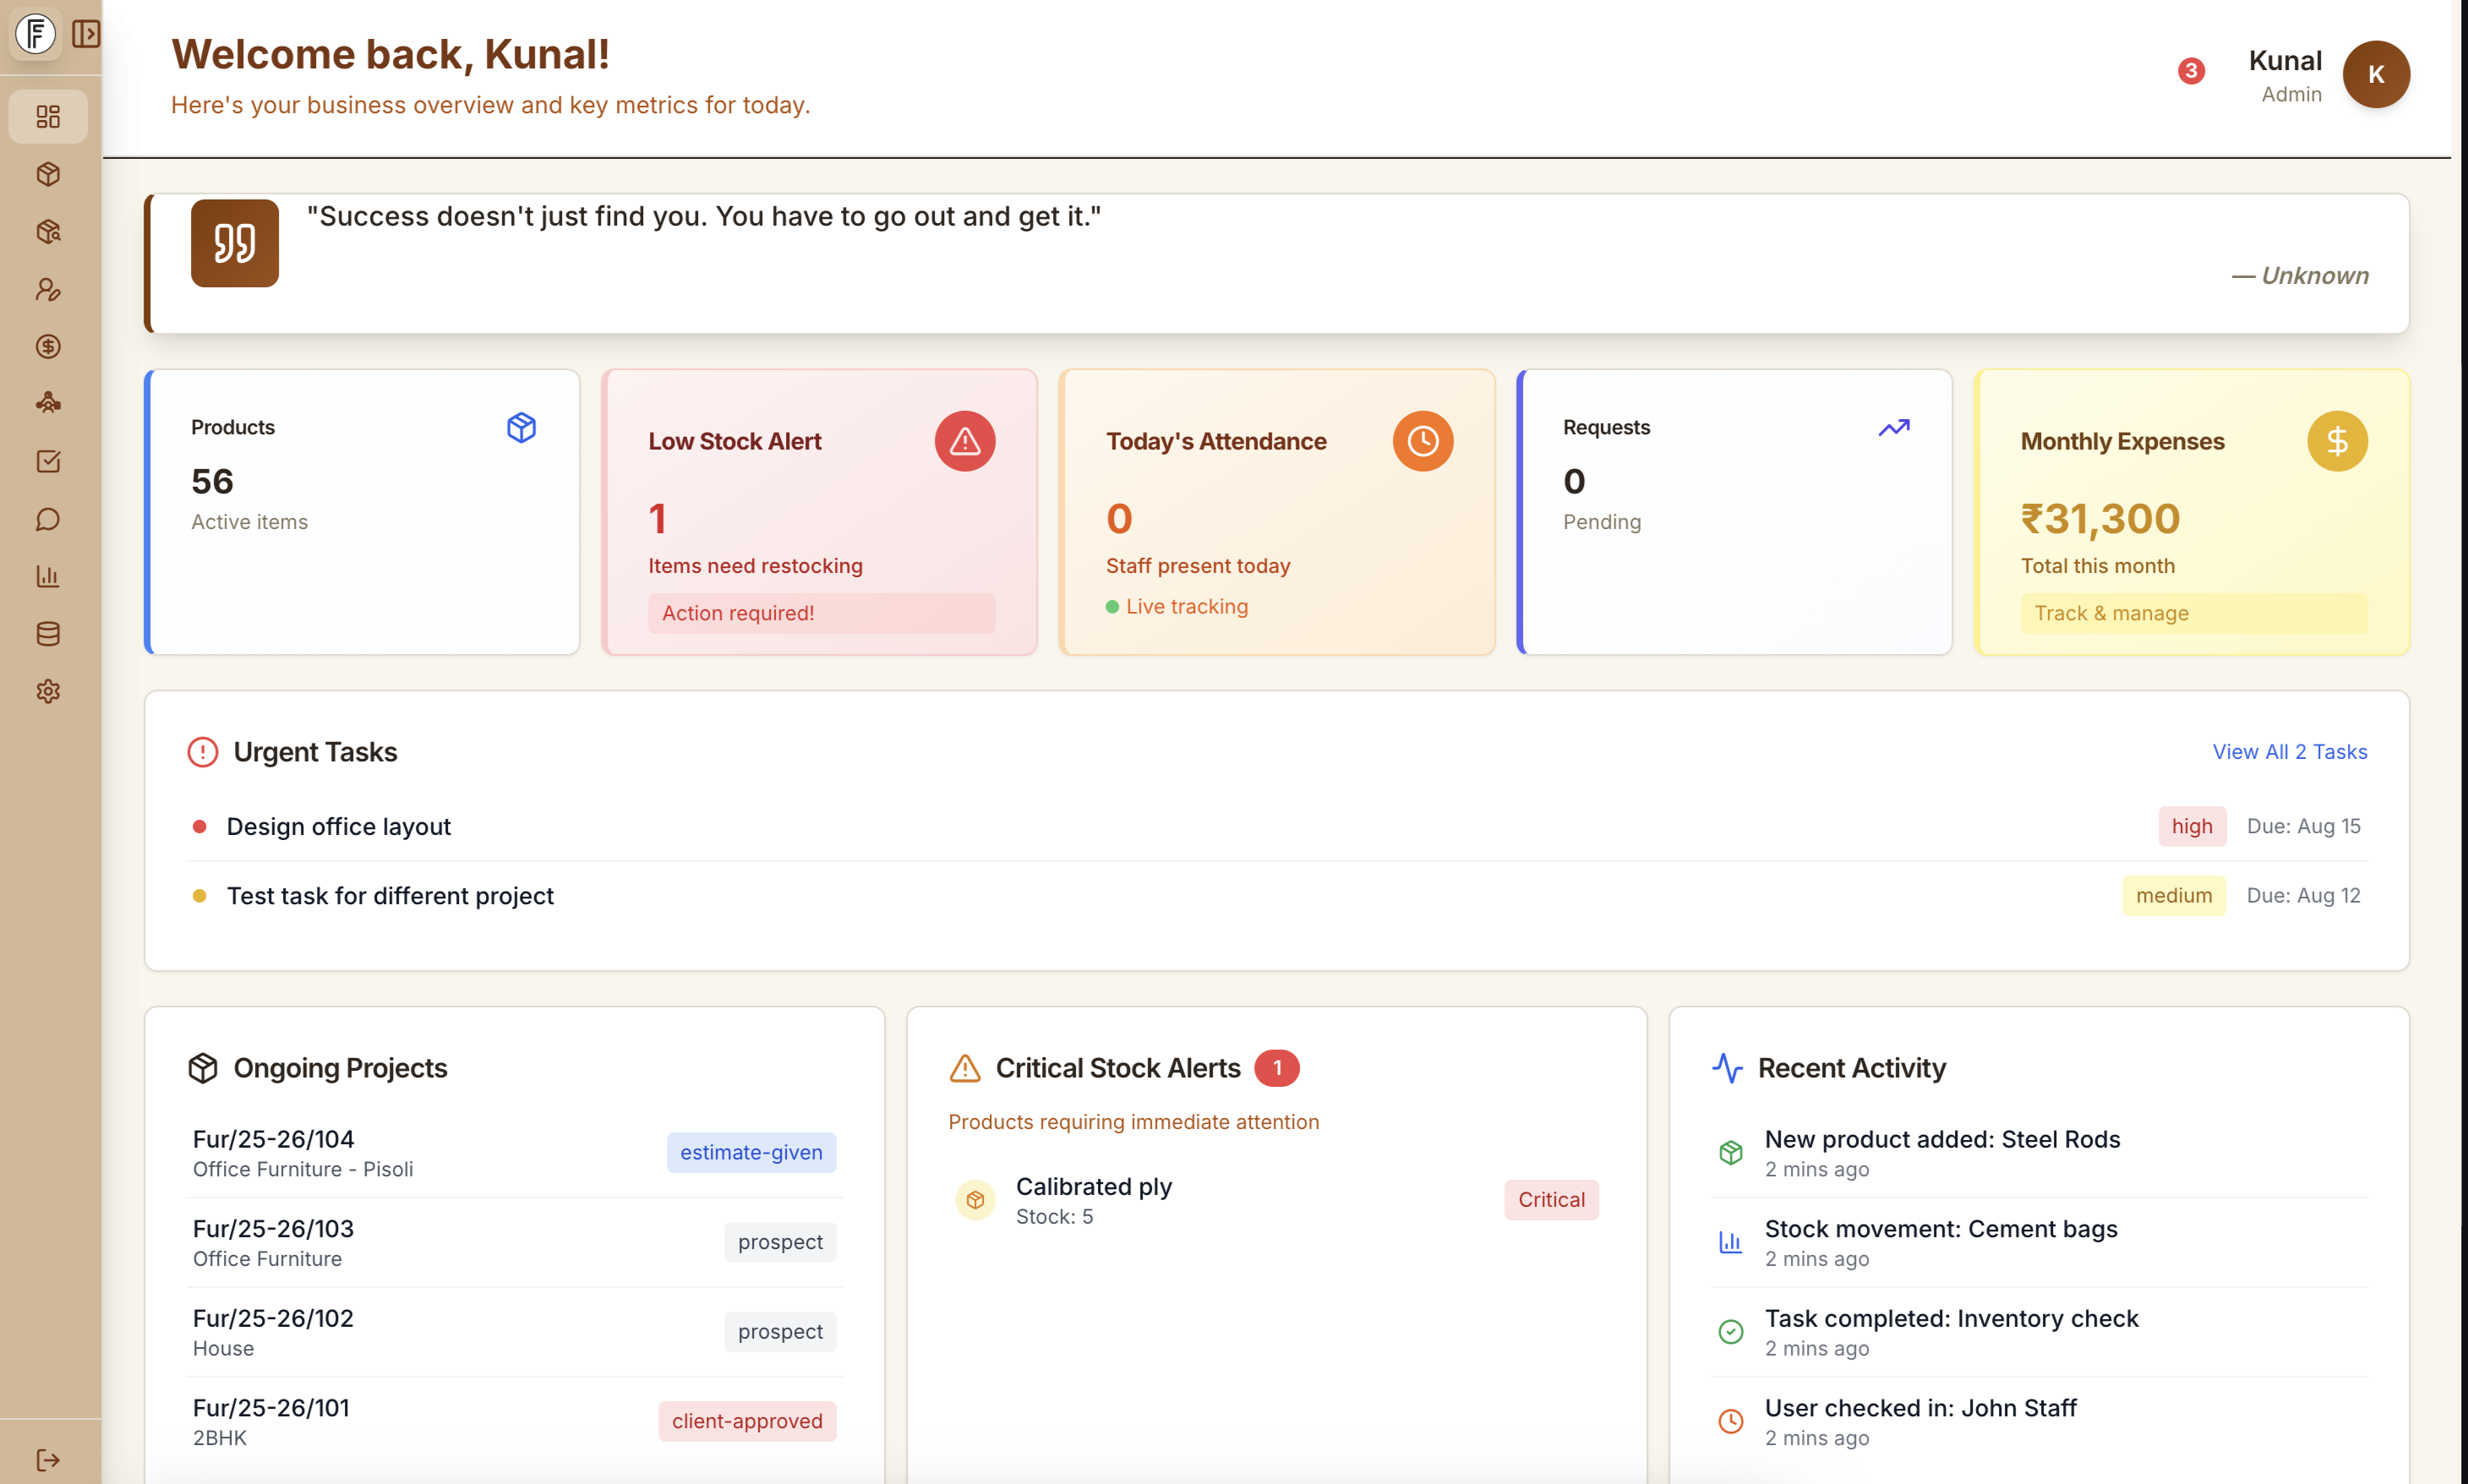 Welcome back, Kunal!
Here's your business overview and key metrics for today.
3
Kunal
Admin
K
"Success doesn't just find you. You have to go out and get it."
— Unknown
Products
56
Active items
Low Stock Alert
1
Items need restocking
Action required!
Today's Attendance
0
Staff present today
Live tracking
Requests
0
Pending
Monthly Expenses
₹31,300
Total this month
Track & manage
Urgent Tasks
View All 2 Tasks
Design office layout
high
Due: Aug 15
Test task for different project
medium
Due: Aug 12
Ongoing Projects
Fur/25-26/104
Office Furniture - Pisoli
estimate-given
Fur/25-26/103
Office Furniture
prospect
Fur/25-26/102
House
prospect
Fur/25-26/101
2BHK
client-approved
Critical Stock Alerts
1
Products requiring immediate attention
Calibrated ply
Stock: 5
Critical
Recent Activity
New product added: Steel Rods
2 mins ago
Stock movement: Cement bags
2 mins ago
Task completed: Inventory check
2 mins ago
User checked in: John Staff
2 mins ago